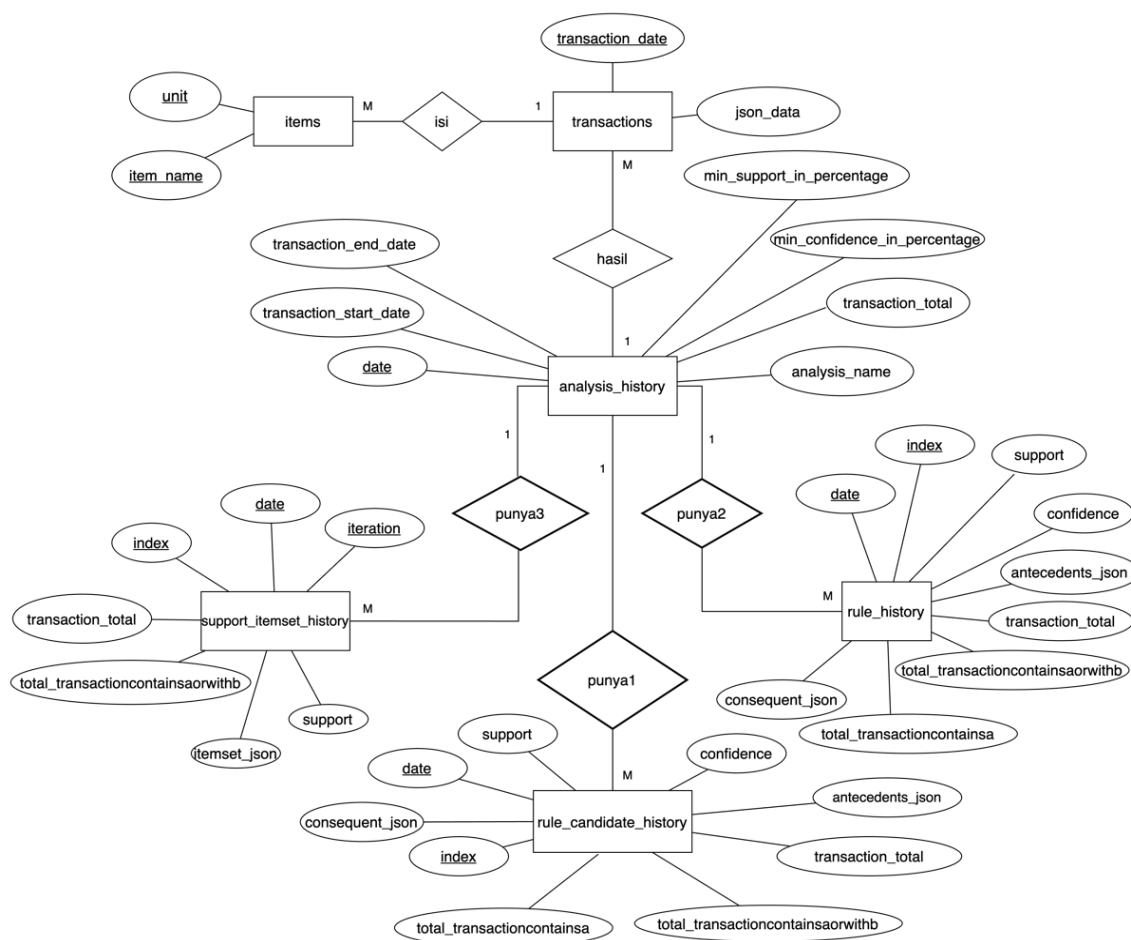 transaction_date
unit
M
1
items
isi
transactions
json_data
item_name
M
min_support_in_percentage
transaction_end_date
min_confidence_in_percentage
hasil
transaction_start_date
transaction_total
1
date
analysis_name
analysis_history
1
1
1
index
support
date
date
punya3
punya2
confidence
iteration
index
antecedents_json
M
M
transaction_total
support_itemset_history
rule_history
transaction_total
total_transactioncontainsaorwithb
total_transactioncontainsaorwithb
punya1
consequent_json
support
total_transactioncontainsa
itemset_json
support
confidence
date
M
antecedents_json
consequent_json
rule_candidate_history
index
transaction_total
total_transactioncontainsa
total_transactioncontainsaorwithb